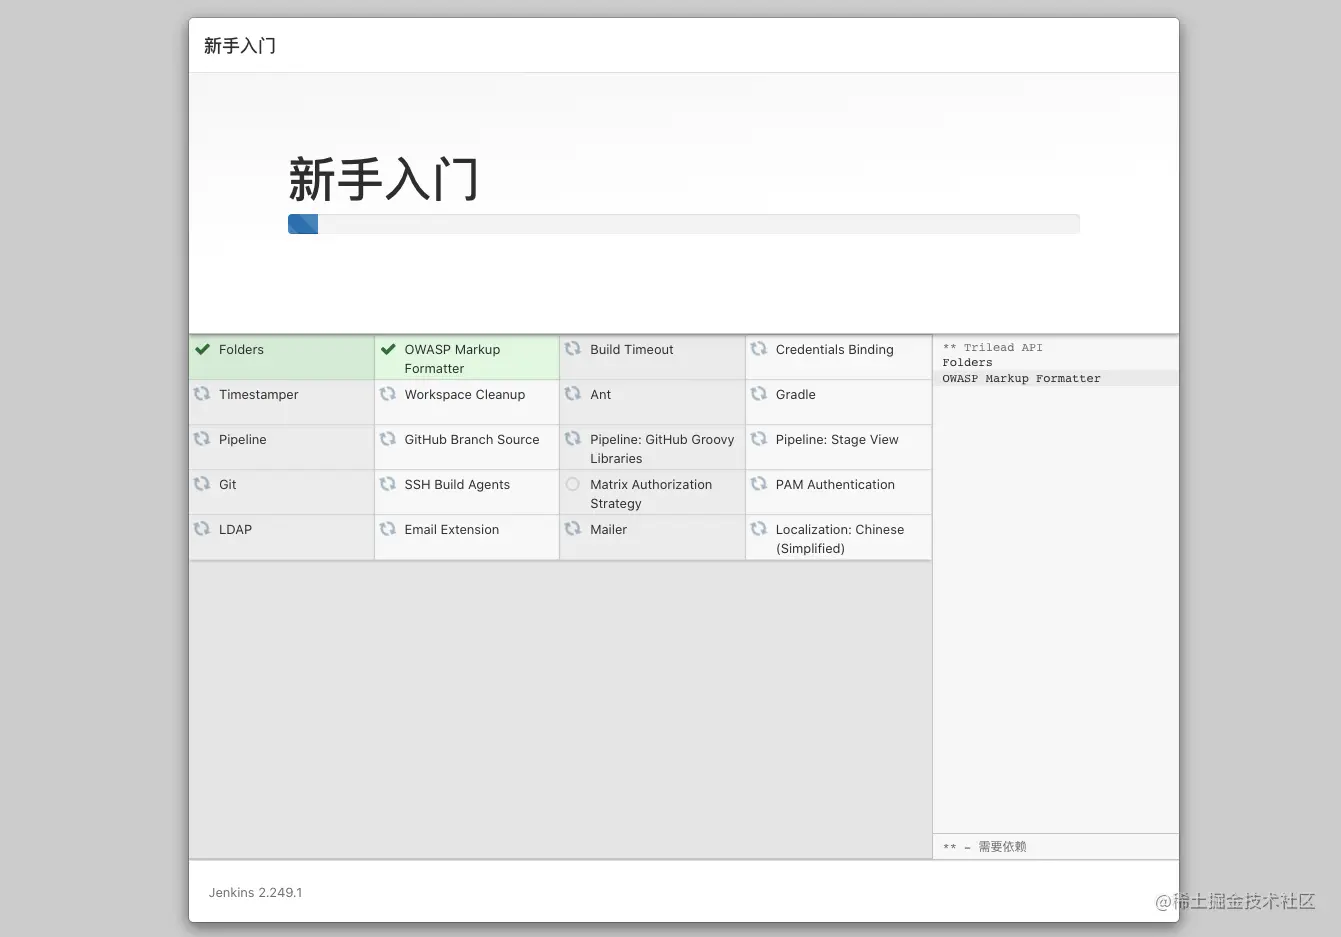 新手入门
新手入门
Folders
OWASP Markup
Formatter
Build Timeout
Credentials Binding
Timestamper
Workspace Cleanup
Ant
Gradle
Pipeline
GitHub Branch Source
Pipeline: GitHub Groovy
Libraries
Pipeline: Stage View
Git
SSH Build Agents
Matrix Authorization
Strategy
PAM Authentication
LDAP
Email Extension
Mailer
Localization: Chinese
(Simplified)
** Trilead API
Folders
OWASP Markup Formatter
** - 需要依赖
Jenkins 2.249.1
@稀土掘金技术社区